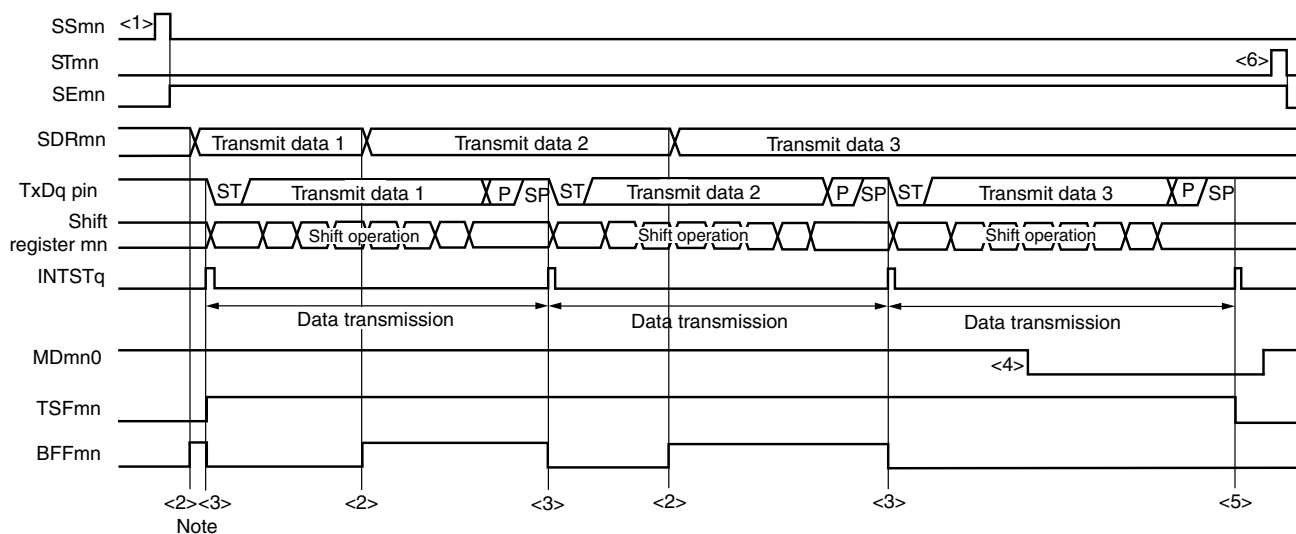 SSmn <1>
STmn <6>
SEmn
SDRmn Transmit data 1 Transmit data 2 Transmit data 3
TxDq pin ST Transmit data 1 P SP ST Transmit data 2 P SP ST Transmit data 3 P SP
Shift
register mn Shift operation Shift operation Shift operation
INTSTq
Data transmission Data transmission Data transmission
MDmn0 <4>
TSFmn
BFFmn
<2> <3> <2> <3> <2> <3> <5>
Note